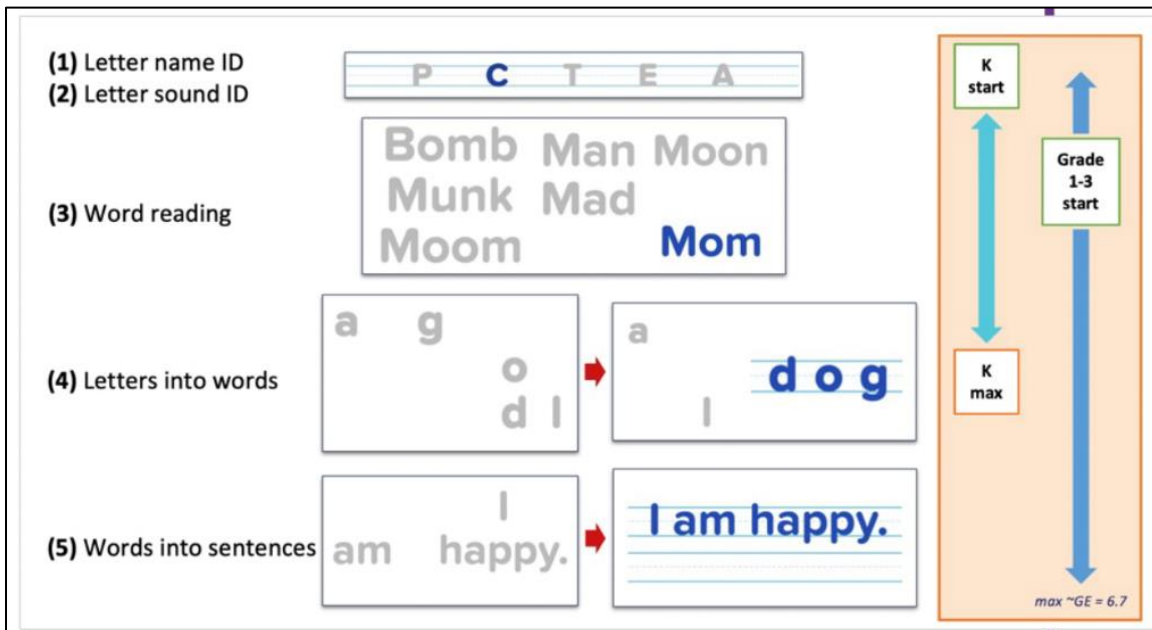 (1) Letter name ID
(2) Letter sound ID
P C T E A
(3) Word reading
Bomb Man Moon
Munk Mad
Moom Mom
(4) Letters into words
a g
o
d l
a
d o g
l
(5) Words into sentences
I
am happy.
I am happy.
K
start
K
max
Grade
1-3
start
max ~GE = 6.7